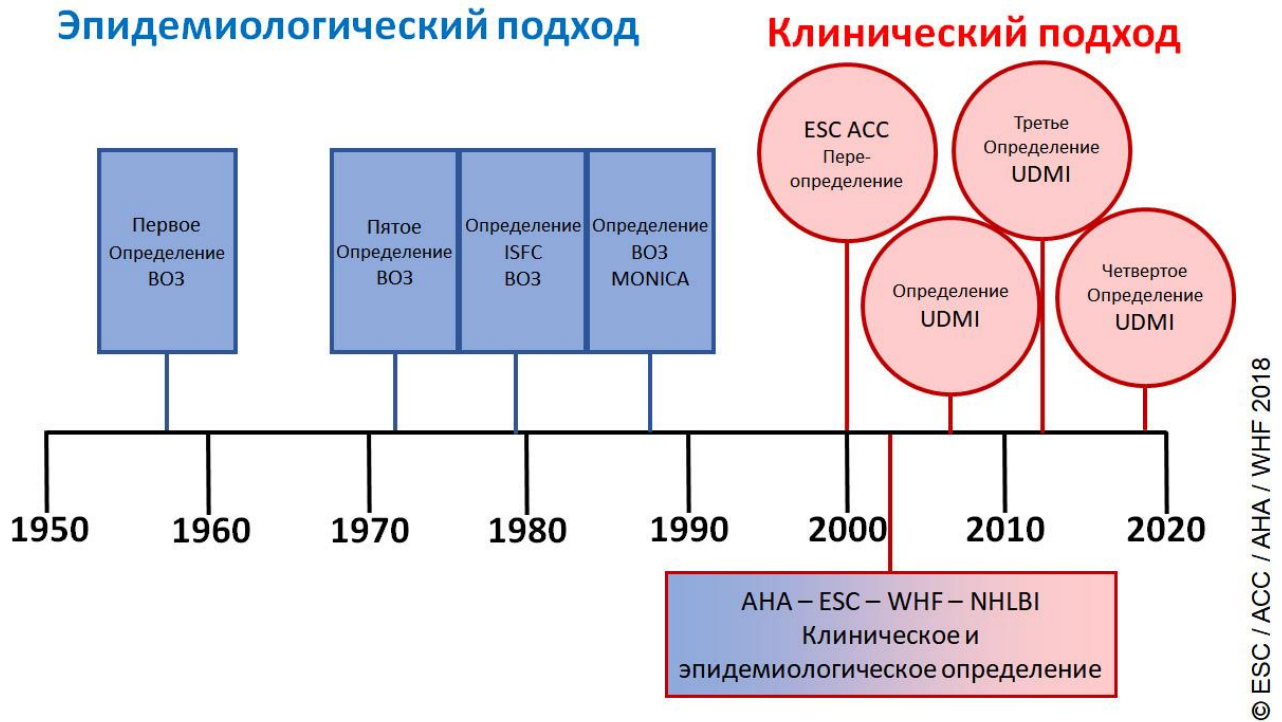 Эпидемиологический подход
Клинический подход
Первое
Определение
ВОЗ
Пятое
Определение
ВОЗ
Определение
ISFC
ВОЗ
Определение
ВОЗ
MONICA
ESC ACC
Пере-
определение
Определение
UDMI
Третье
Определение
UDMI
Четвертое
Определение
UDMI
1950
1960
1970
1980
1990
2000
2010
2020
AHA – ESC – WHF – NHLBI
Клиническое и
эпидемиологическое определение
© ESC / ACC / AHA / WHF 2018